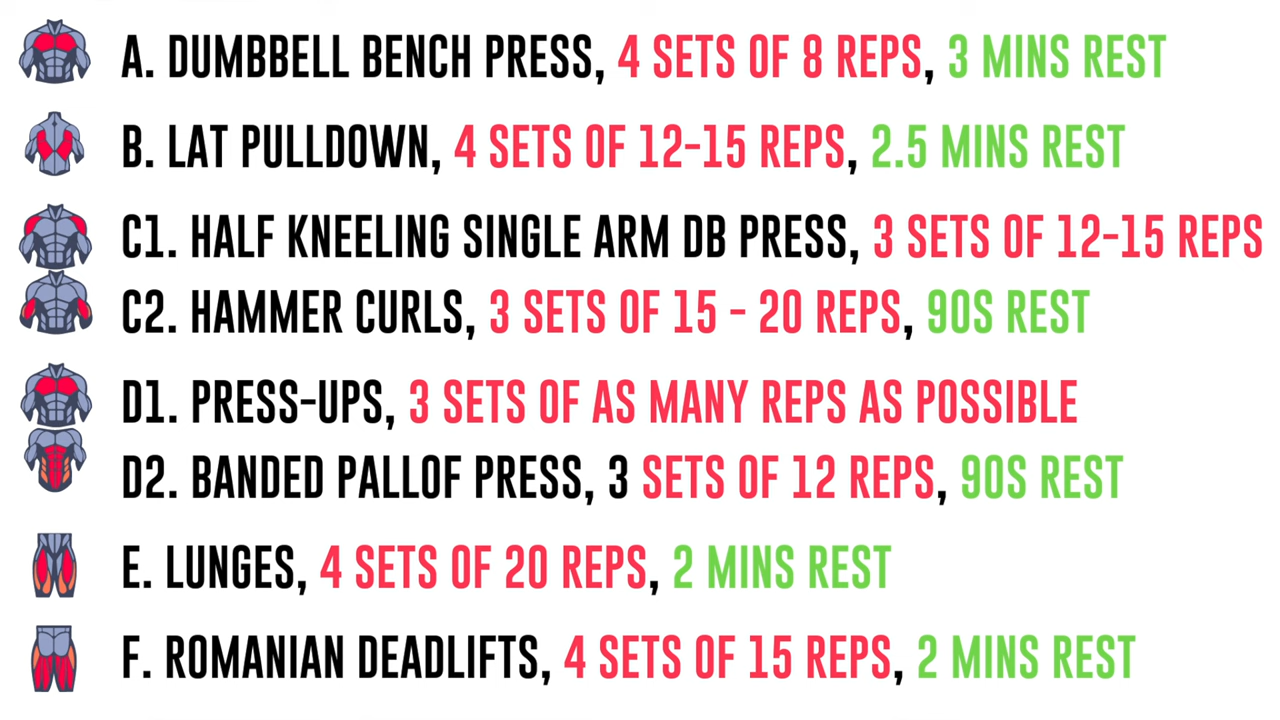 A. DUMBBELL BENCH PRESS, 4 SETS OF 8 REPS, 3 MINS REST
B. LAT PULLDOWN, 4 SETS OF 12-15 REPS, 2.5 MINS REST
C1. HALF KNEELING SINGLE ARM DB PRESS, 3 SETS OF 12-15 REPS
C2. HAMMER CURLS, 3 SETS OF 15 - 20 REPS, 90S REST
D1. PRESS-UPS, 3 SETS OF AS MANY REPS AS POSSIBLE
D2. BANDED PALLOF PRESS, 3 SETS OF 12 REPS, 90S REST
E. LUNGES, 4 SETS OF 20 REPS, 2 MINS REST
F. ROMANIAN DEADLIFTS, 4 SETS OF 15 REPS, 2 MINS REST